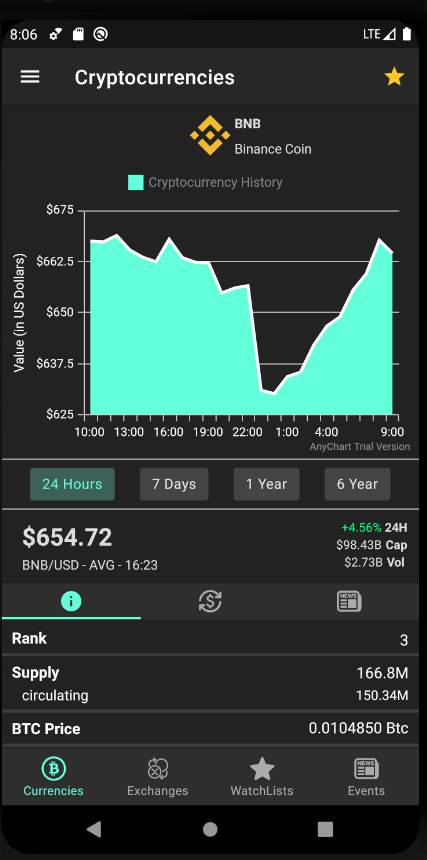 8:06
LTE
Cryptocurrencies
BNB
Binance Coin
Cryptocurrency History
Value (in US Dollars)
$675
$662.5
$650
$637.5
$625
10:00 13:00 16:00 19:00 22:00 1:00 4:00 9:00
AnyChart Trial Version
24 Hours 7 Days 1 Year 6 Year
$654.72
BNB/USD - AVG - 16:23
+4.56% 24H
$98.43B Cap
$2.73B Vol
NEWS
Rank 3
Supply 166.8M
circulating 150.34M
BTC Price 0.0104850 Btc
NEWS
Currencies Exchanges WatchLists Events